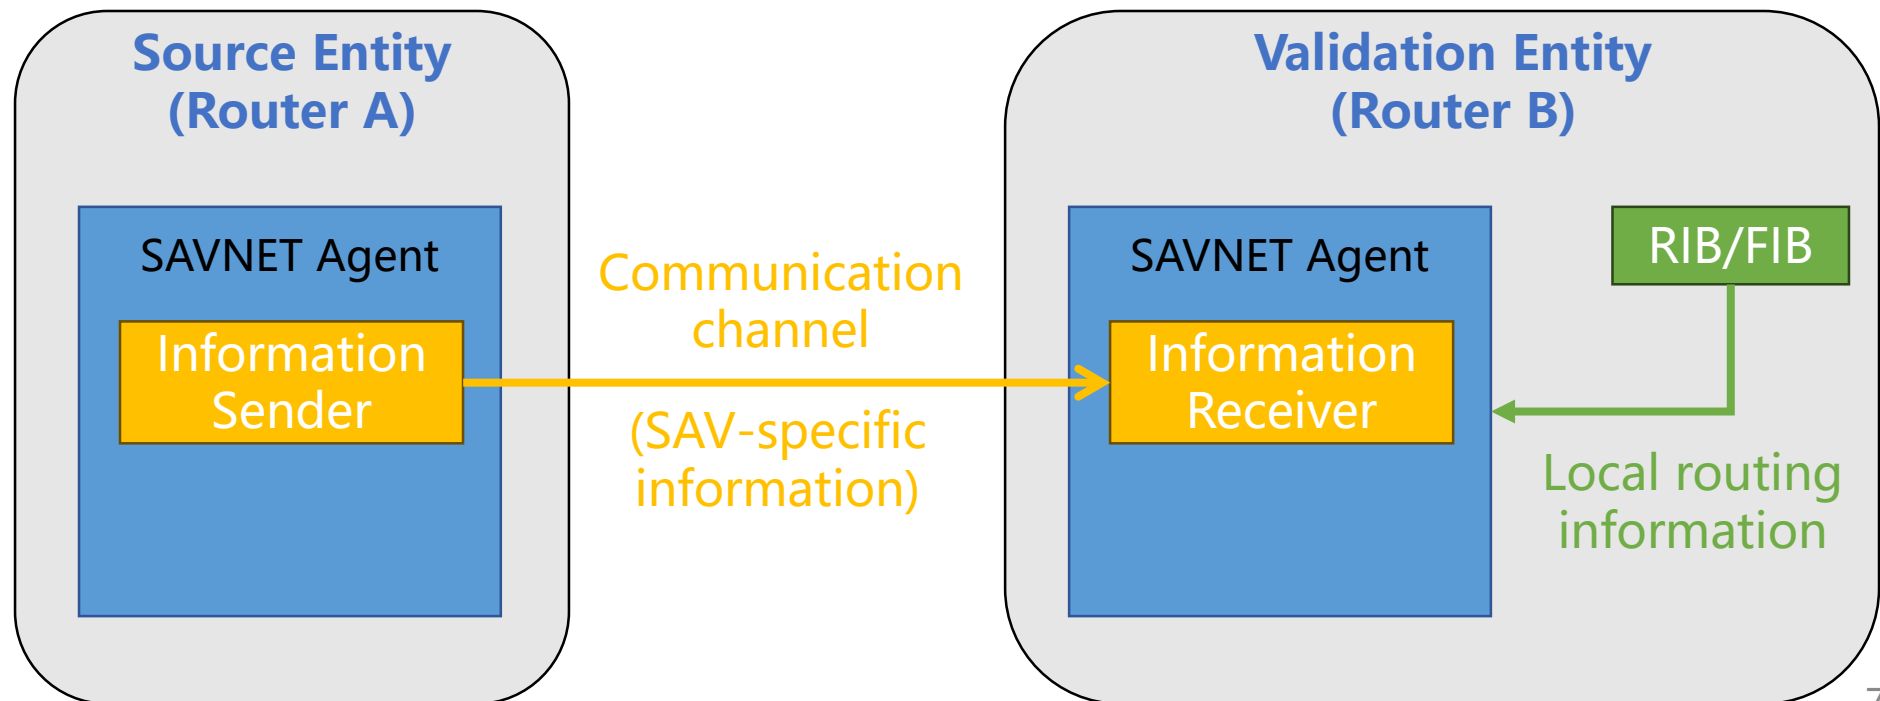 Source Entity
(Router A)
SAVNET Agent
Information
Sender
Communication
channel
(SAV-specific
information)
Validation Entity
(Router B)
SAVNET Agent
Information
Receiver
RIB/FIB
Local routing
information